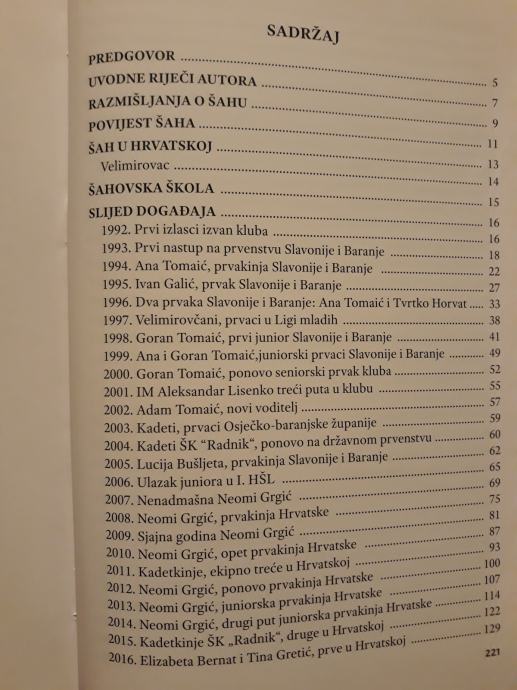 SADRŽAJ
PREDGOVOR ... 5
UVODNE RIJEČI AUTORA ... 7
RAZMIŠLJANJA O ŠAHU ... 9
POVIJEST ŠAHA ... 11
ŠAH U HRVATSKOJ ... 13
Velimirovac ... 14
ŠAHOVSKA ŠKOLA ... 15
SLIJED DOGAĐAJA ... 16
1992. Prvi izlasci izvan kluba ... 16
1993. Prvi nastup na prvenstvu Slavonije i Baranje ... 18
1994. Ana Tomaić, prvakinja Slavonije i Baranje ... 22
1995. Ivan Galić, prvak Slavonije i Baranje ... 27
1996. Dva prvaka Slavonije i Baranje: Ana Tomaić i Tvrtko Horvat ..... 33
1997. Velimirovčani, prvaci u Ligi mladih ... 38
1998. Goran Tomaić, prvi junior Slavonije i Baranje ... 41
1999. Ana i Goran Tomaić,juniorski prvaci Slavonije i Baranje ... 49
2000. Goran Tomaić, ponovo seniorski prvak kluba ... 52
2001. IM Aleksandar Lisenko treći puta u klubu ... 55
2002. Adam Tomaić, novi voditelj ... 57
2003. Kadeti, prvaci Osječko-baranjske županije ... 59
2004. Kadeti ŠK “Radnik“, ponovo na državnom prvenstvu ... 60
2005. Lucija Bušljeta, prvakinja Slavonije i Baranje ... 62
2006. Ulazak juniora u I. HŠL ... 65
2007. Nenadmašna Neomi Grgić ... 69
2008. Neomi Grgić, prvakinja Hrvatske ... 75
2009. Sjajna godina Neomi Grgić ... 81
2010. Neomi Grgić, opet prvakinja Hrvatske ... 87
2011. Kadetkinje, ekipno treće u Hrvatskoj ... 93
2012. Neomi Grgić, ponovo prvakinja Hrvatske ... 100
2013. Neomi Grgić, juniorska prvakinja Hrvatske ... 107
2014. Neomi Grgić, drugi put juniorska prvakinja Hrvatske ... 114
2015. Kadetkinje ŠK „Radnik“, druge u Hrvatskoj ... 122
2016. Elizabeta Bernat i Tina Gretić, prve u Hrvatskoj ... 129
221